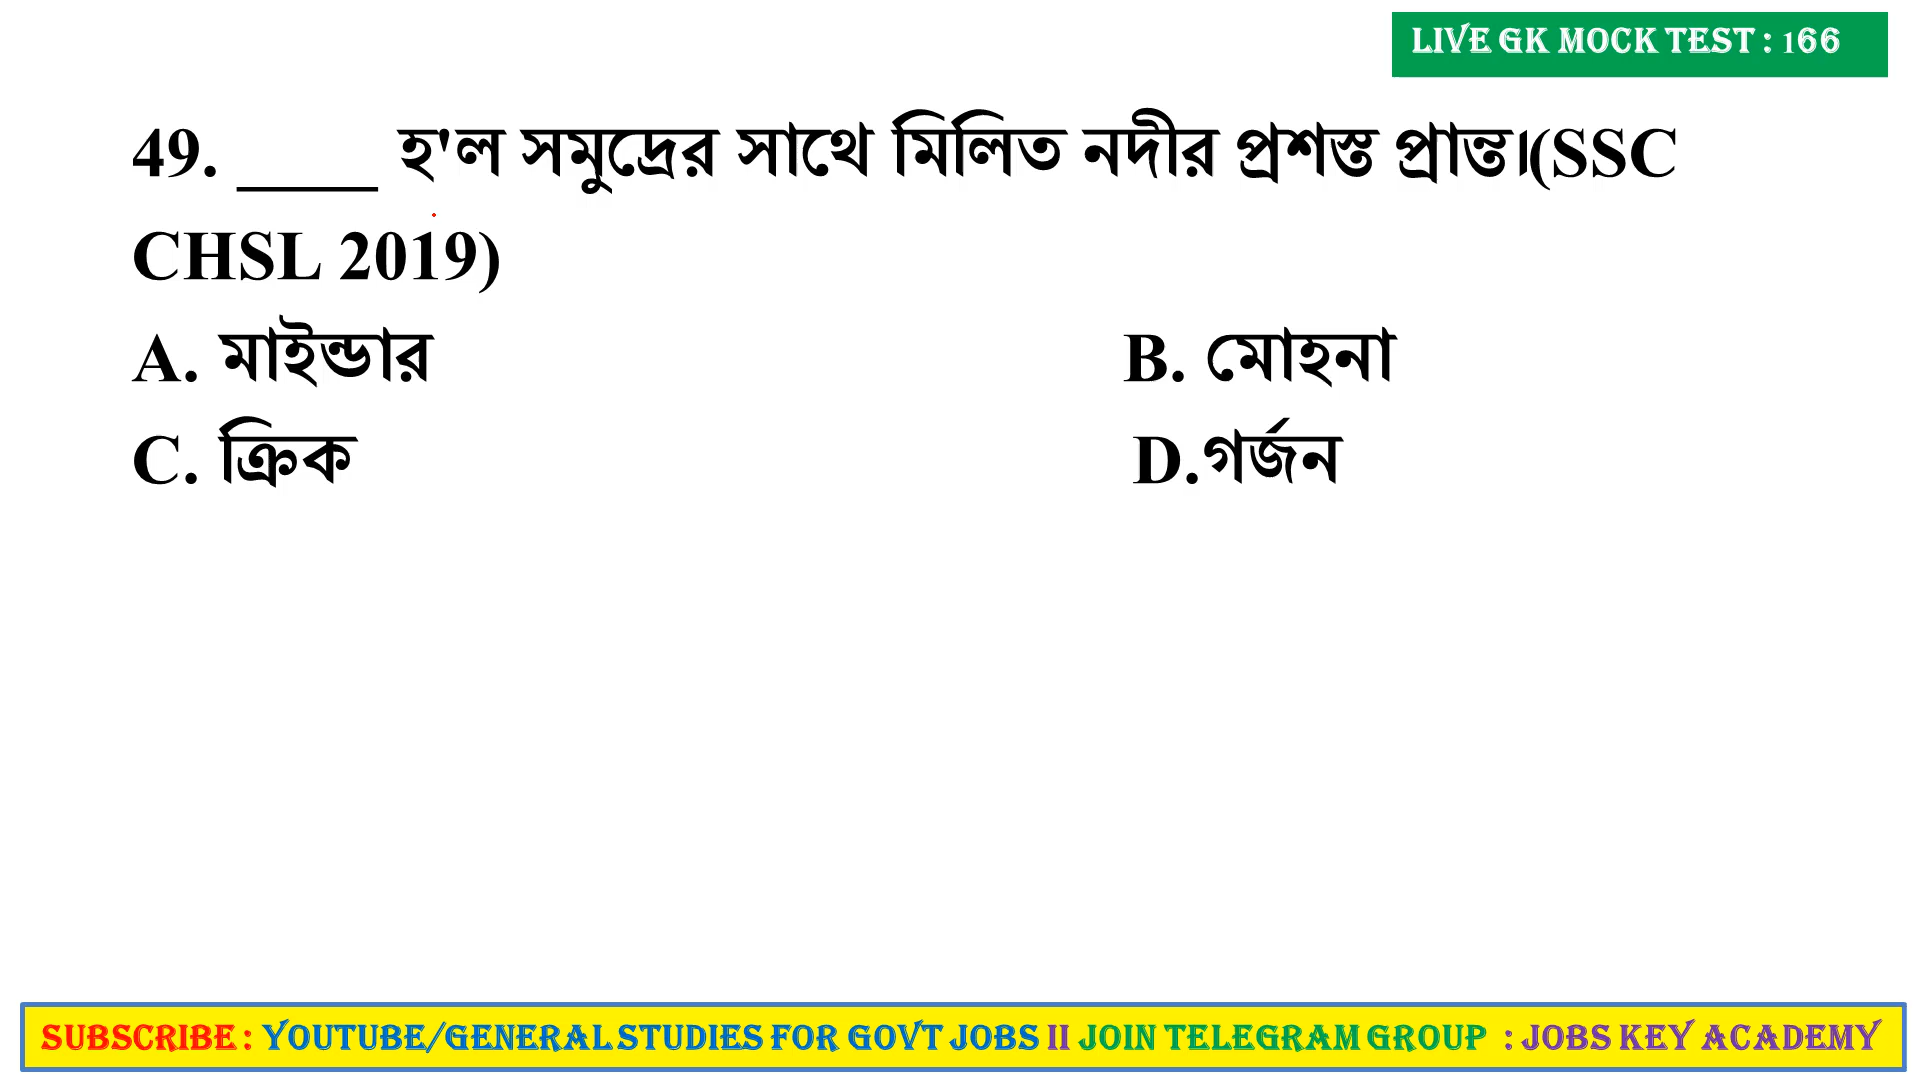 LIVE GK MOCK TEST : 166
49. ____ হ'ল সমুদ্রের সাথে মিলিত নদীর প্রশস্ত প্রান্ত।(SSC
CHSL 2019)
A. মাইন্ডার B. মোহনা
C. ক্রিক D.গর্জন
SUBSCRIBE : YOUTUBE/GENERAL STUDIES FOR GOVT JOBS II JOIN TELEGRAM GROUP : JOBS KEY ACADEMY